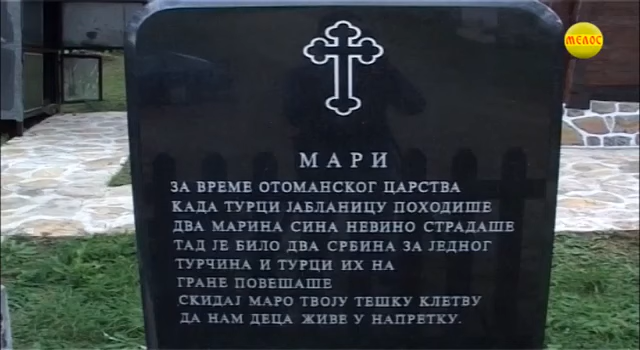 МЕЛОС
МАРИ
ЗА ВРЕМЕ ОТОМАНСКОГ ЦАРСТВА
КАДА ТУРЦИ ЈАБЛАНИЦУ ПОХОДИШЕ
ДВА МАРИНА СИНА НЕВИНО СТРАДАШЕ
ТАД ЈЕ БИЛО ДВА СРБИНА ЗА ЈЕДНОГ
ТУРЧИНА И ТУРЦИ ИХ НА
ГРАНЕ ПОВЕШАШЕ
СКИДАЈ МАРО ТВОЈУ ТЕШКУ КЛЕТВУ
ДА НАМ ДЕЦА ЖИВЕ У НАПРЕТКУ.